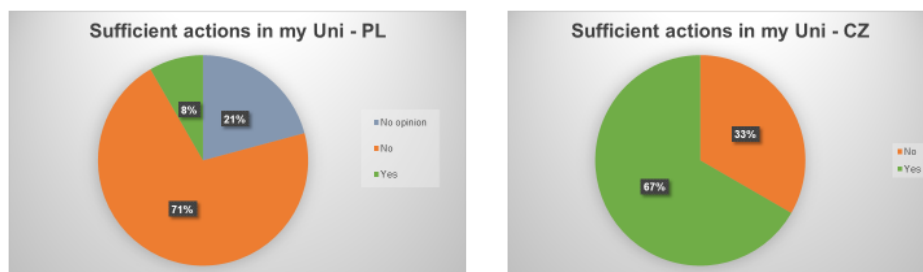 Sufficient actions in my Uni - PL
8%
21%
71%
No opinion
No
Yes
Sufficient actions in my Uni - CZ
33%
67%
No
Yes